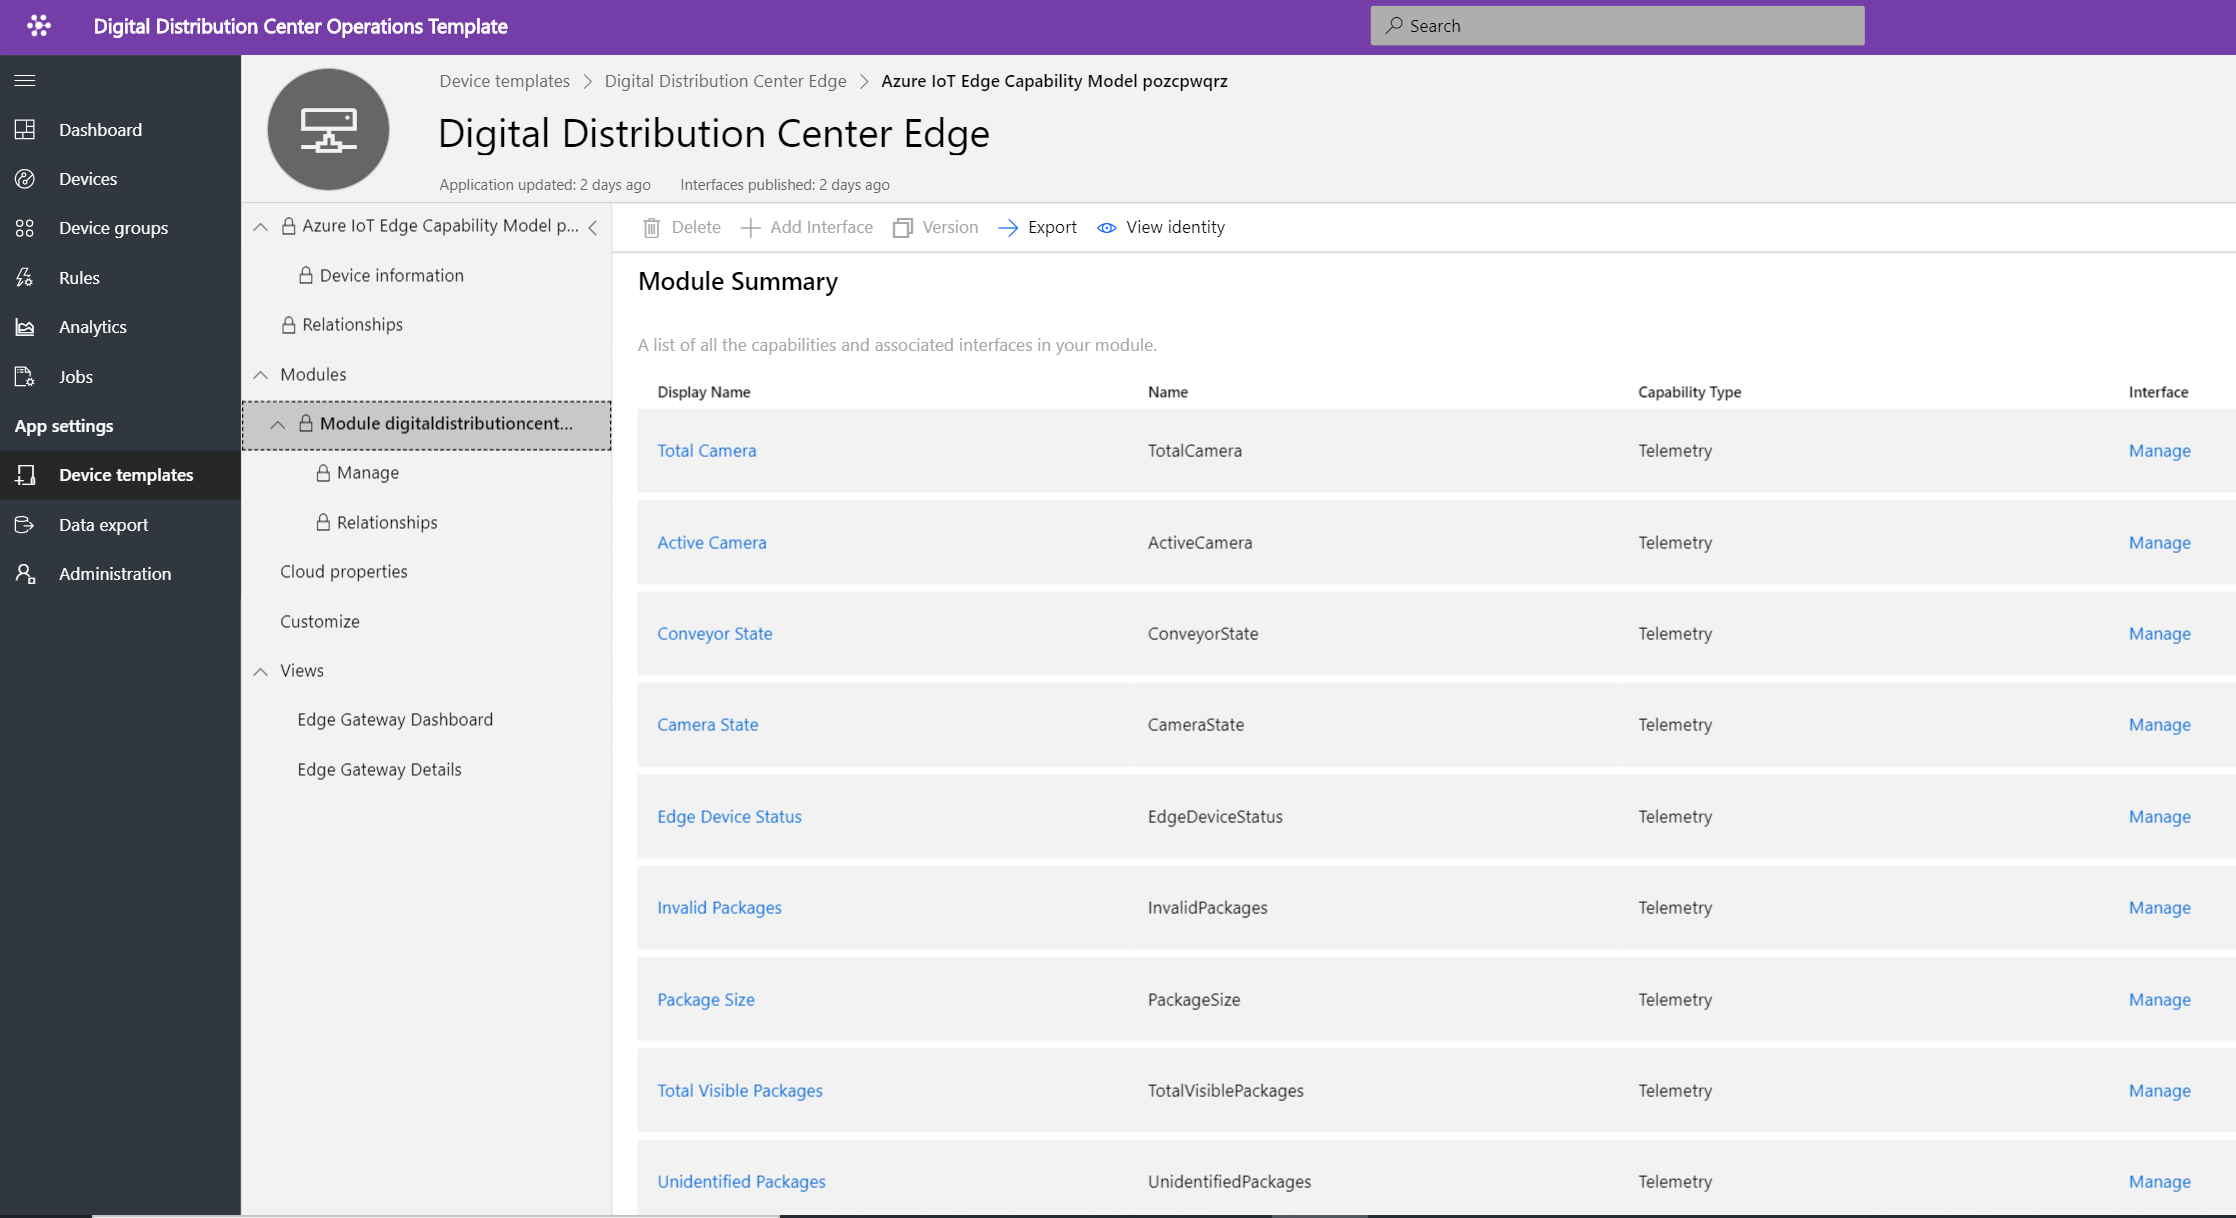 Digital Distribution Center Operations Template
Search
Dashboard
Devices
Device groups
Rules
Analytics
Jobs
App settings
Device templates
Data export
Administration
Device templates > Digital Distribution Center Edge > Azure IoT Edge Capability Model pozcpwqrz
Digital Distribution Center Edge
Application updated: 2 days ago Interfaces published: 2 days ago
Azure IoT Edge Capability Model p...
Device information
Relationships
Modules
Module digitaldistributioncent...
Manage
Relationships
Cloud properties
Customize
Views
Edge Gateway Dashboard
Edge Gateway Details
Delete Add Interface Version Export View identity
Module Summary
A list of all the capabilities and associated interfaces in your module.
Display Name Name Capability Type Interface
Total Camera TotalCamera Telemetry Manage
Active Camera ActiveCamera Telemetry Manage
Conveyor State ConveyorState Telemetry Manage
Camera State CameraState Telemetry Manage
Edge Device Status EdgeDeviceStatus Telemetry Manage
Invalid Packages InvalidPackages Telemetry Manage
Package Size PackageSize Telemetry Manage
Total Visible Packages TotalVisiblePackages Telemetry Manage
Unidentified Packages UnidentifiedPackages Telemetry Manage